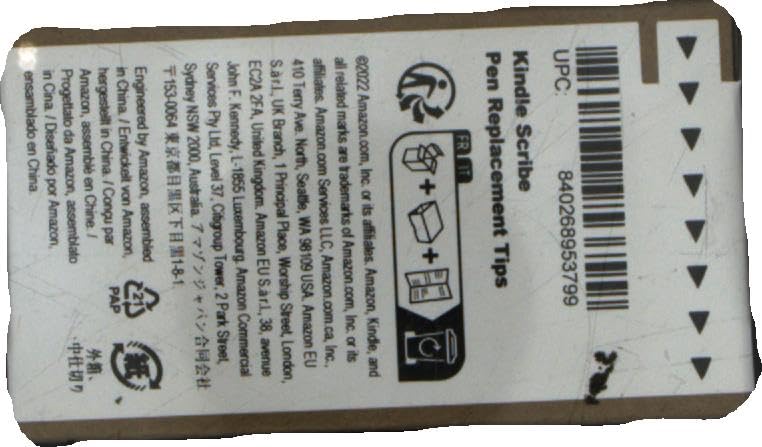 UPC: 840268953799
Kindle Scribe
Pen Replacement Tips
FR IT
©2022 Amazon.com, Inc. or its affiliates. Amazon, Kindle, and
all related marks are trademarks of Amazon.com, Inc. or its
affiliates. Amazon.com Services LLC, Amazon.com.ca, Inc.,
410 Terry Ave. North, Seattle, WA 98109 USA. Amazon EU
S.à r.l., UK Branch, 1 Principal Place, Worship Street, London,
EC2A 2FA, United Kingdom. Amazon EU S.à r.l., 38, avenue
John F. Kennedy, L-1855 Luxembourg. Amazon Commercial
Services Pty Ltd, Level 37, Citigroup Tower, 2 Park Street,
Sydney NSW 2000, Australia. アマゾンジャパン合同会社
〒153-0064 東京都目黒区下目黒1-8-1.
Engineered by Amazon, assembled
in China. / Entwickelt von Amazon,
hergestellt in China. / Conçu par
Amazon, assemblé en Chine. /
Progettato da Amazon, assemblato
in Cina. / Diseñado por Amazon,
ensamblado en China.
21
PAP
紙
外箱、
中仕切り